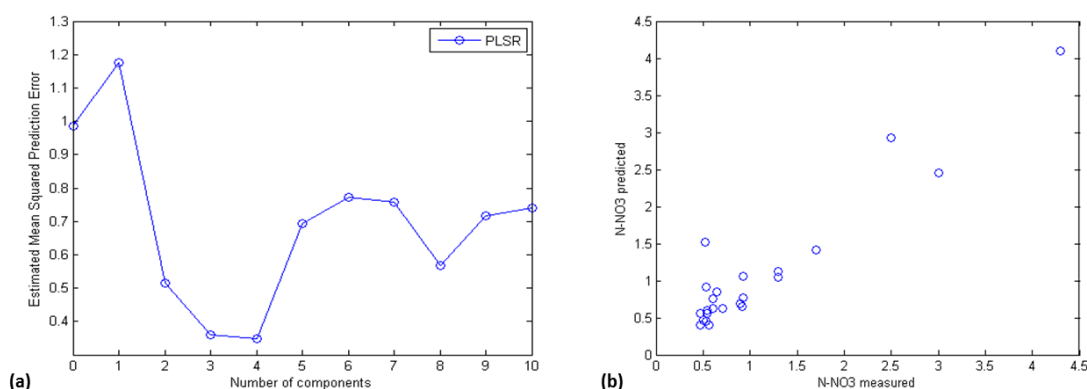 1.3
1.2
1.1
1
0.9
0.8
0.7
0.6
0.5
0.4
0 1 2 3 4 5 6 7 8 9 10
Estimated Mean Squared Prediction Error
Number of components
PLSR
(a)
4.5
4
3.5
3
2.5
2
1.5
1
0.5
0
0 0.5 1 1.5 2 2.5 3 3.5 4 4.5
N-NO3 predicted
N-NO3 measured
(b)